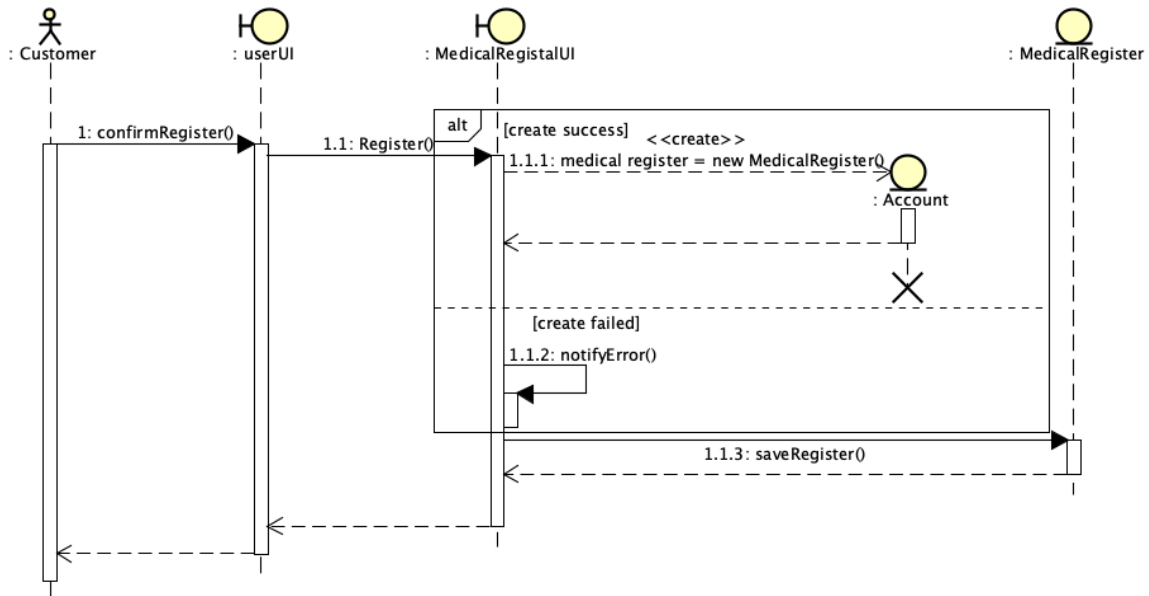 : Customer
: userUI
: MedicalRegistalUI
: MedicalRegister
alt
[create success]
<<create>>
1: confirmRegister()
1.1: Register()
1.1.1: medical register = new MedicalRegister()
: Account
[create failed]
1.1.2: notifyError()
1.1.3: saveRegister()